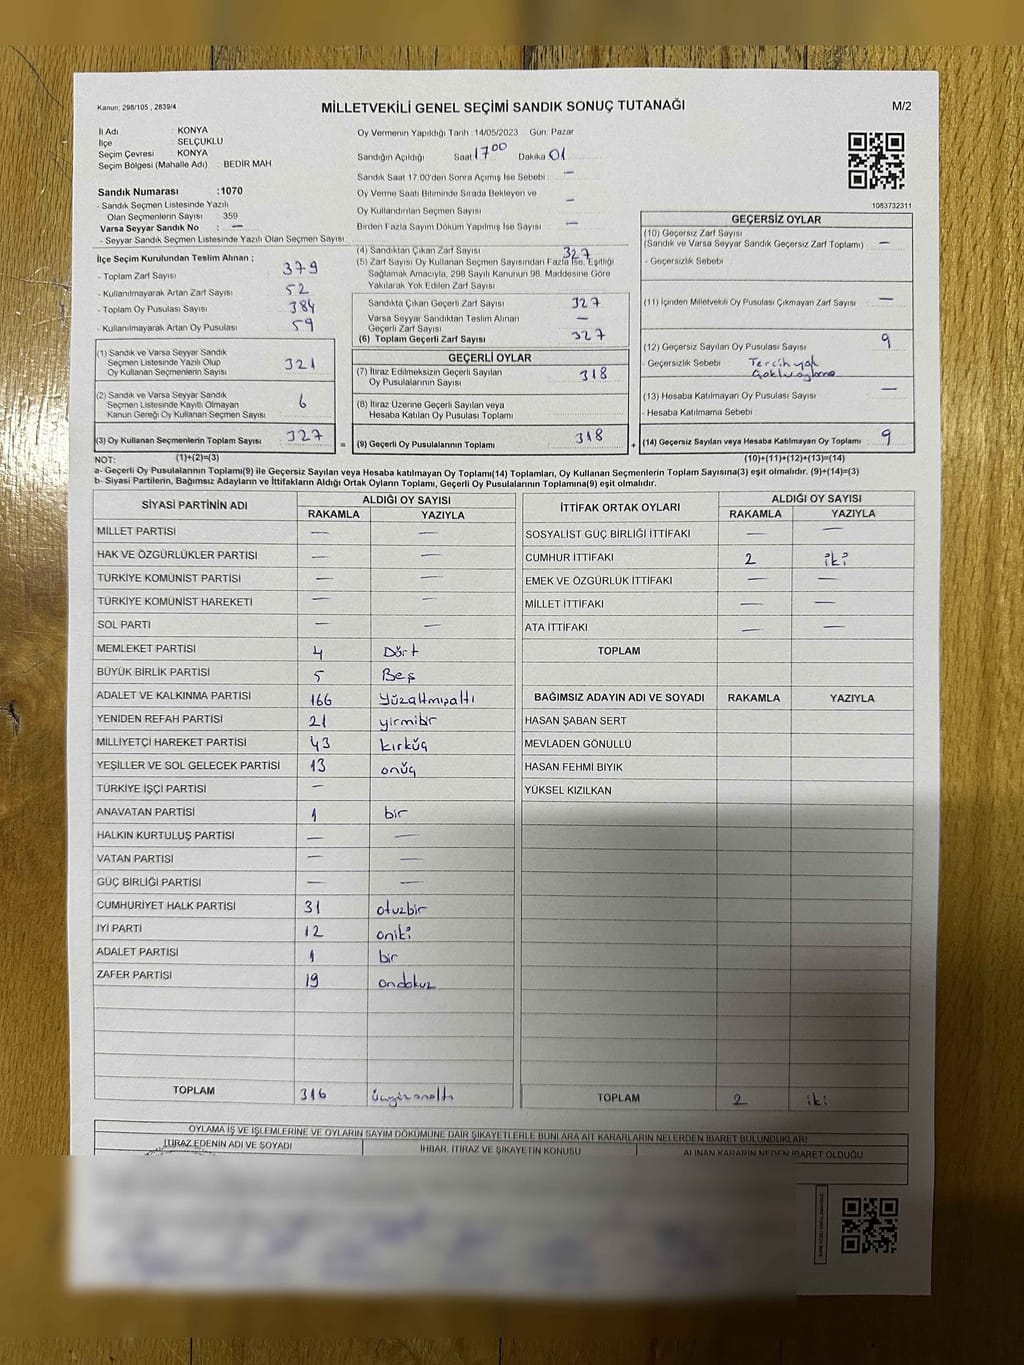 Kanun: 298/105 , 2839/4
MİLLETVEKİLİ GENEL SEÇİMİ SANDIK SONUÇ TUTANAĞI
M/2
İl Adı : KONYA
İlçe : SELÇUKLU
Seçim Çevresi : KONYA
Seçim Bölgesi (Mahalle Adı) : BEDİR MAH
Sandık Numarası : 1070
- Sandık Seçmen Listesinde Yazılı
Olan Seçmenlerin Sayısı : 359
Varsa Seyyar Sandık No : —
- Seyyar Sandık Seçmen Listesinde Yazılı Olan Seçmen Sayısı
Oy Vermenin Yapıldığı Tarih : 14/05/2023 Gün: Pazar
Sandığın Açıldığı Saat 17 00 Dakika 01
Sandık Saat 17.00'den Sonra Açmış İse Sebebi : —
Oy Verme Saati Bitiminde Sırada Bekleyen ve
Oy Kullandırılan Seçmen Sayısı —
Birden Fazla Sayım Döküm Yapılmış İse Sayısı : —
1083732311
İlçe Seçim Kurulundan Teslim Alınan ;
- Toplam Zarf Sayısı : 379
- Kullanılmayarak Artan Zarf Sayısı : 52
- Toplam Oy Pusulası Sayısı : 384
- Kullanılmayarak Artan Oy Pusulası : 59
(1) Sandık ve Varsa Seyyar Sandık
Seçmen Listesinde Yazılı Olup
Oy Kullanan Seçmenlerin Sayısı : 321
(2) Sandık ve Varsa Seyyar Sandık
Seçmen Listesinde Kayıtlı Olmayan
Kanun Gereği Oy Kullanan Seçmen Sayısı : 6
(3) Oy Kullanan Seçmenlerin Toplam Sayısı : 327
(4) Sandıktan Çıkan Zarf Sayısı : 327
(5) Zarf Sayısı Oy Kullanan Seçmen Sayısından Fazla İse, Eşitliği
Sağlamak Amacıyla, 298 Sayılı Kanunun 98. Maddesine Göre
Yakılarak Yok Edilen Zarf Sayısı :
Sandıkta Çıkan Geçerli Zarf Sayısı : 327
Varsa Seyyar Sandıktan Teslim Alınan
Geçerli Zarf Sayısı : —
(6) Toplam Geçerli Zarf Sayısı : 327
GEÇERLİ OYLAR
(7) İtiraz Edilmeksizin Geçerli Sayılan
Oy Pusulalarının Sayısı : 318
(8) İtiraz Üzerine Geçerli Sayılan veya
Hesaba Katılan Oy Pusulası Toplamı :
= (9) Geçerli Oy Pusulalarının Toplamı : 318 +
GEÇERSİZ OYLAR
(10) Geçersiz Zarf Sayısı
(Sandık ve Varsa Seyyar Sandık Geçersiz Zarf Toplamı) : —
- Geçersizlik Sebebi :
(11) İçinden Milletvekili Oy Pusulası Çıkmayan Zarf Sayısı : —
(12) Geçersiz Sayılan Oy Pusulası Sayısı : 9
- Geçersizlik Sebebi : Tercih yok
(13) Hesaba Katılmayan Oy Pusulası Sayısı : —
- Hesaba Katılmama Sebebi :
(14) Geçersiz Sayılan veya Hesaba Katılmayan Oy Toplamı : 9
NOT: (1)+(2)=(3) (10)+(11)+(12)+(13)=(14)
a- Geçerli Oy Pusulalarının Toplamı(9) ile Geçersiz Sayılan veya Hesaba katılmayan Oy Toplamı(14) Toplamları, Oy Kullanan Seçmenlerin Toplam Sayısına(3) eşit olmalıdır. (9)+(14)=(3)
b- Siyasi Partilerin, Bağımsız Adayların ve İttifakların Aldığı Ortak Oyların Toplamı, Geçerli Oy Pusulalarının Toplamına(9) eşit olmalıdır.
SİYASİ PARTİNİN ADI ALDIĞI OY SAYISI
RAKAMLA YAZIYLA
MİLLET PARTİSİ — —
HAK VE ÖZGÜRLÜKLER PARTİSİ — —
TÜRKİYE KOMÜNİST PARTİSİ — —
TÜRKİYE KOMÜNİST HAREKETİ — —
SOL PARTİ — —
MEMLEKET PARTİSİ 4 Dört
BÜYÜK BİRLİK PARTİSİ 5 Beş
ADALET VE KALKINMA PARTİSİ 166 Yüzaltmışaltı
YENİDEN REFAH PARTİSİ 21 yirmibir
MİLLİYETÇİ HAREKET PARTİSİ 43 kırküç
YEŞİLLER VE SOL GELECEK PARTİSİ 13 onüç
TÜRKİYE İŞÇİ PARTİSİ —
ANAVATAN PARTİSİ 1 bir
HALKIN KURTULUŞ PARTİSİ — —
VATAN PARTİSİ — —
GÜÇ BİRLİĞİ PARTİSİ — —
CUMHURİYET HALK PARTİSİ 31 otuzbir
İYİ PARTİ 12 oniki
ADALET PARTİSİ 1 bir
ZAFER PARTİSİ 19 ondokuz
TOPLAM 316 üçyüzonaltı
İTTİFAK ORTAK OYLARI ALDIĞI OY SAYISI
RAKAMLA YAZIYLA
SOSYALİST GÜÇ BİRLİĞİ İTTİFAKI — —
CUMHUR İTTİFAKI 2 iki
EMEK VE ÖZGÜRLÜK İTTİFAKI — —
MİLLET İTTİFAKI — —
ATA İTTİFAKI — —
TOPLAM
BAĞIMSIZ ADAYIN ADI VE SOYADI RAKAMLA YAZIYLA
HASAN ŞABAN SERT
MEVLADEN GÖNÜLLÜ
HASAN FEHMİ BIYIK
YÜKSEL KIZILKAN
TOPLAM 2 iki
OYLAMA İŞ VE İŞLEMLERİNE VE OYLARIN SAYIM DÖKÜMÜNE DAİR ŞİKAYETLERLE BUNLARA AİT KARARLARIN NELERDEN İBARET BULUNDUKLARI
İTİRAZ EDENİN ADI VE SOYADI İHBAR, İTİRAZ VE ŞİKAYETİN KONUSU ALINAN KARARIN NEDEN İBARET OLDUĞU